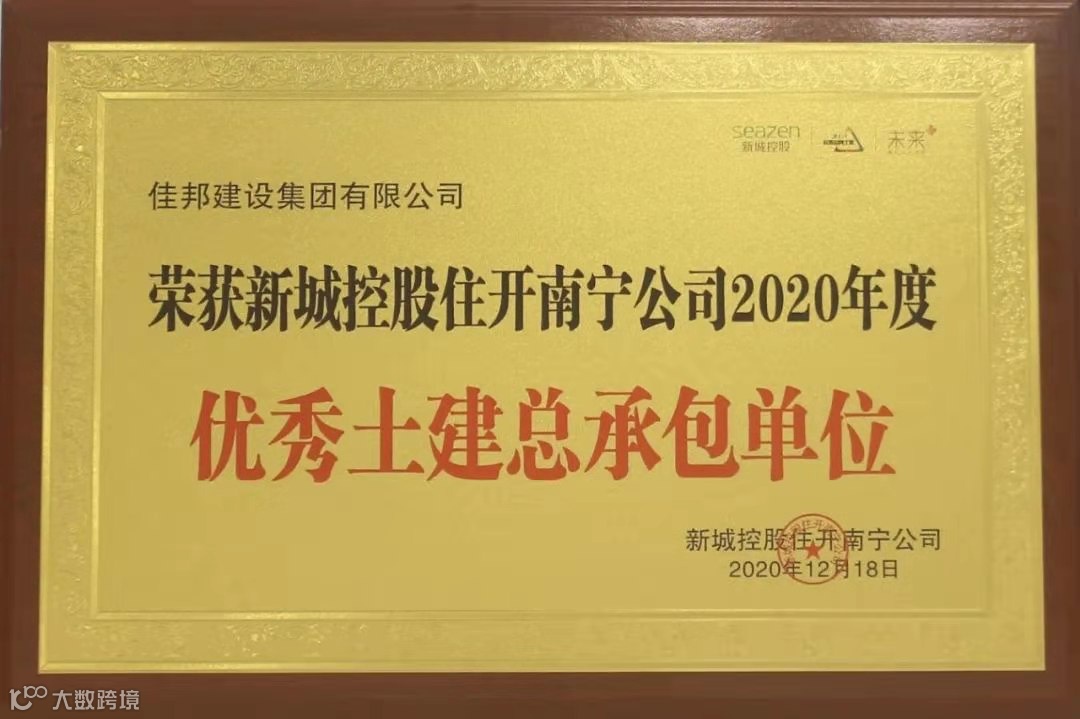 seazen
新城控股
未来
佳邦建设集团有限公司
荣获新城控股住开南宁公司2020年度
优秀土建总承包单位
新城控股住开南宁公司
2020年12月18日
大数跨境